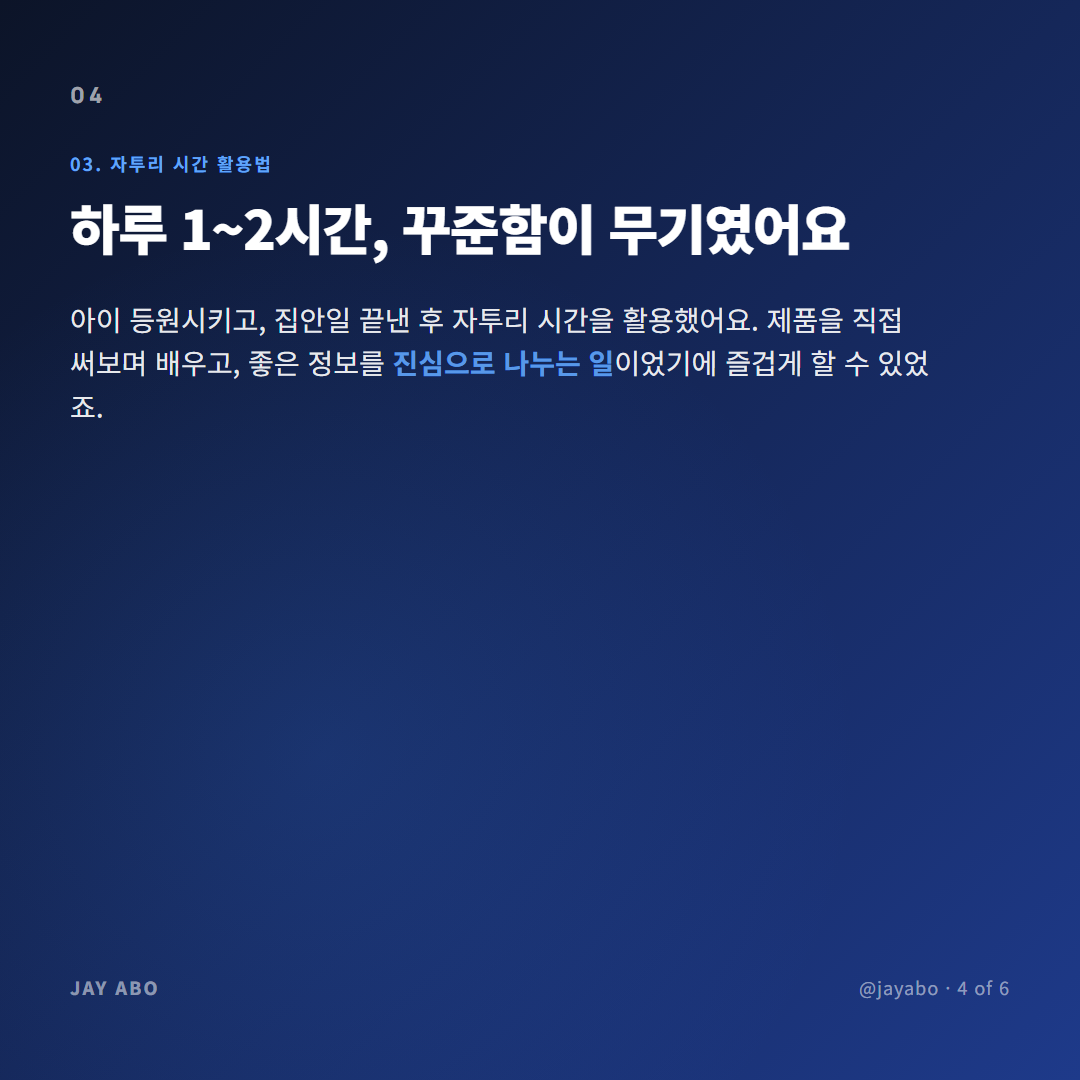 04
03. 자투리 시간 활용법
하루 1~2시간, 꾸준함이 무기였어요
아이 등원시키고, 집안일 끝낸 후 자투리 시간을 활용했어요. 제품을 직접
써보며 배우고, 좋은 정보를 진심으로 나누는 일이었기에 즐겁게 할 수 있었
죠.
JAY ABO
@jayabo · 4 of 6